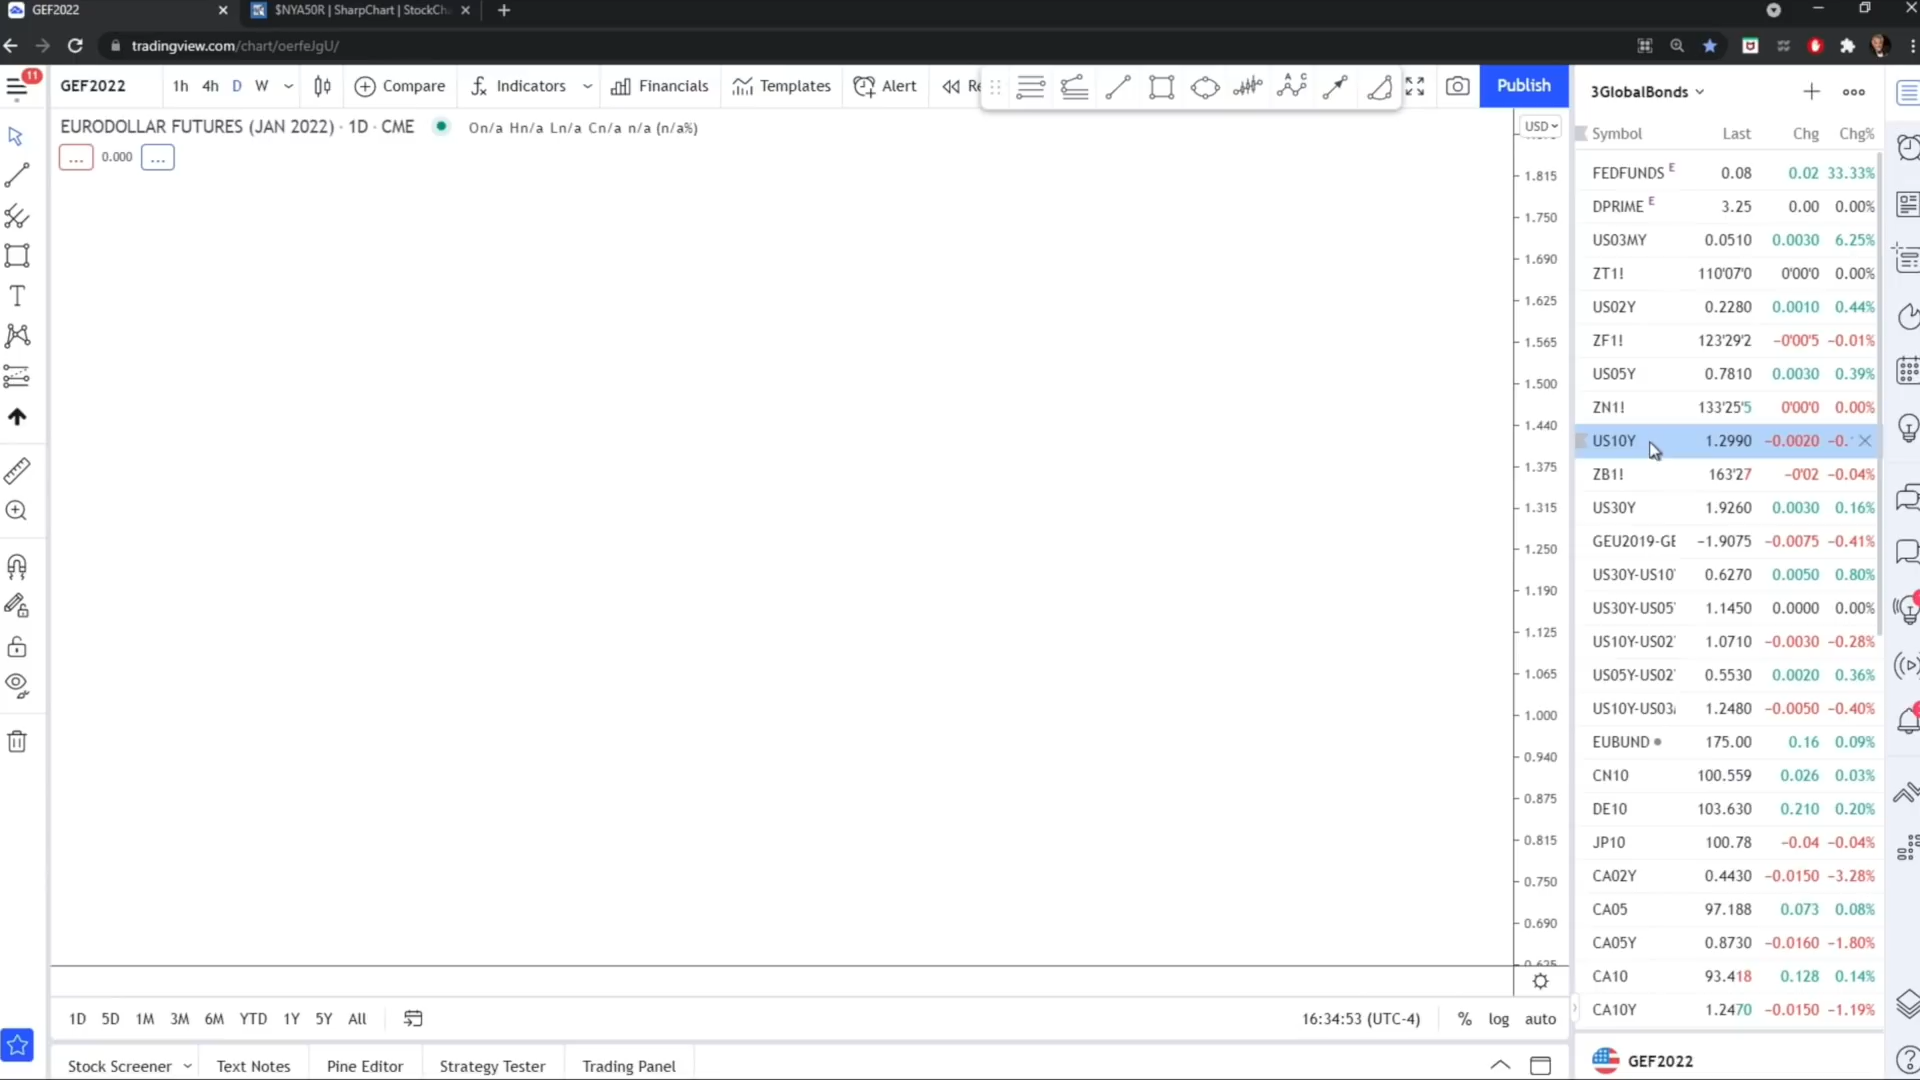 GEF2022
$NYA50R | SharpChart | StockCh
tradingview.com/chart/oerfeJgU/
11
GEF2022
1h 4h D W
Compare
Indicators
Financials
Templates
Alert
Re
Publish
3GlobalBonds
EURODOLLAR FUTURES (JAN 2022) · 1D · CME
On/a Hn/a Ln/a Cn/a n/a (n/a%)
... 0.000 ...
USD
1.815
1.750
1.690
1.625
1.565
1.500
1.440
1.375
1.315
1.250
1.190
1.125
1.065
1.000
0.940
0.875
0.815
0.750
0.690
0.625
Symbol Last Chg Chg%
FEDFUNDS E 0.08 0.02 33.33%
DPRIME E 3.25 0.00 0.00%
US03MY 0.0510 0.0030 6.25%
ZT1! 110'07'0 0'00'0 0.00%
US02Y 0.2280 0.0010 0.44%
ZF1! 123'29'2 −0'00'5 −0.01%
US05Y 0.7810 0.0030 0.39%
ZN1! 133'25'5 0'00'0 0.00%
US10Y 1.2990 −0.0020 −0.
ZB1! 163'27 −0'02 −0.04%
US30Y 1.9260 0.0030 0.16%
GEU2019-GE −1.9075 −0.0075 −0.41%
US30Y-US10 0.6270 0.0050 0.80%
US30Y-US05 1.1450 0.0000 0.00%
US10Y-US02 1.0710 −0.0030 −0.28%
US05Y-US02 0.5530 0.0020 0.36%
US10Y-US03 1.2480 −0.0050 −0.40%
EUBUND 175.00 0.16 0.09%
CN10 100.559 0.026 0.03%
DE10 103.630 0.210 0.20%
JP10 100.78 −0.04 −0.04%
CA02Y 0.4430 −0.0150 −3.28%
CA05 97.188 0.073 0.08%
CA05Y 0.8730 −0.0160 −1.80%
CA10 93.418 0.128 0.14%
CA10Y 1.2470 −0.0150 −1.19%
1D 5D 1M 3M 6M YTD 1Y 5Y All
16:34:53 (UTC-4) % log auto
Stock Screener Text Notes Pine Editor Strategy Tester Trading Panel
GEF2022